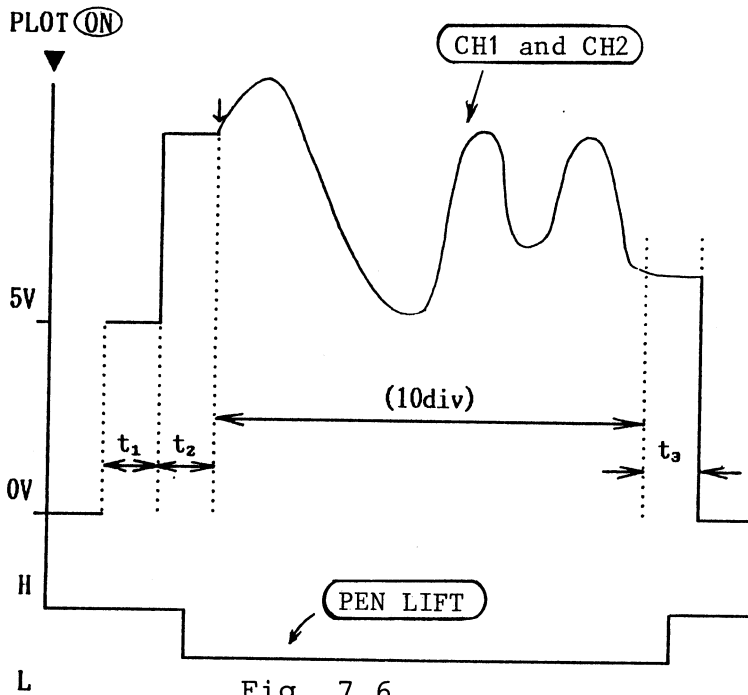 PLOT ON
CH1 and CH2
5V
(10div)
t₁ t₂ t₃
0V
H
PEN LIFT
L
Fig. 7.6